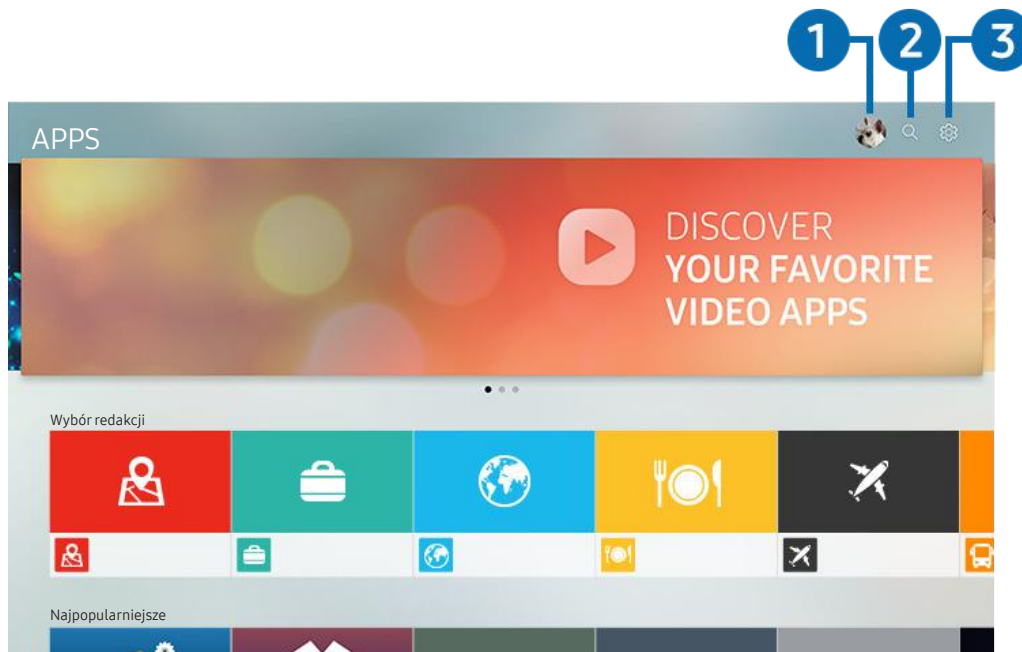 1 2 3
APPS
DISCOVER
YOUR FAVORITE
VIDEO APPS
Wybór redakcji
Najpopularniejsze